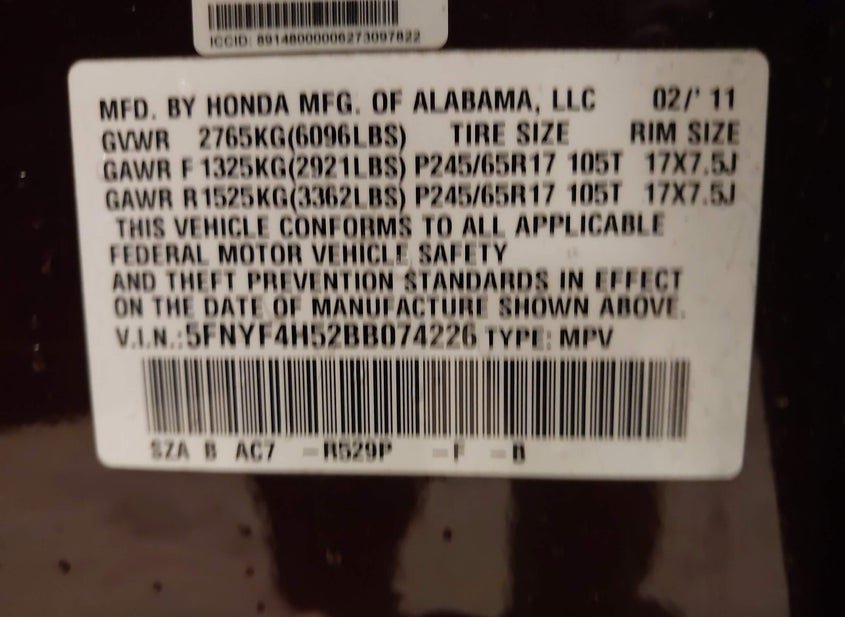 ICCID: 89148000006273097822
MFD. BY HONDA MFG. OF ALABAMA, LLC 02/' 11
GVWR 2765KG(6096LBS) TIRE SIZE RIM SIZE
GAWR F 1325KG(2921LBS) P245/65R17 105T 17X7.5J
GAWR R 1525KG(3362LBS) P245/65R17 105T 17X7.5J
THIS VEHICLE CONFORMS TO ALL APPLICABLE
FEDERAL MOTOR VEHICLE SAFETY
AND THEFT PREVENTION STANDARDS IN EFFECT
ON THE DATE OF MANUFACTURE SHOWN ABOVE.
V.I.N.:5FNYF4H52BB074226 TYPE: MPV
SZA B AC7 -R529P -F -B